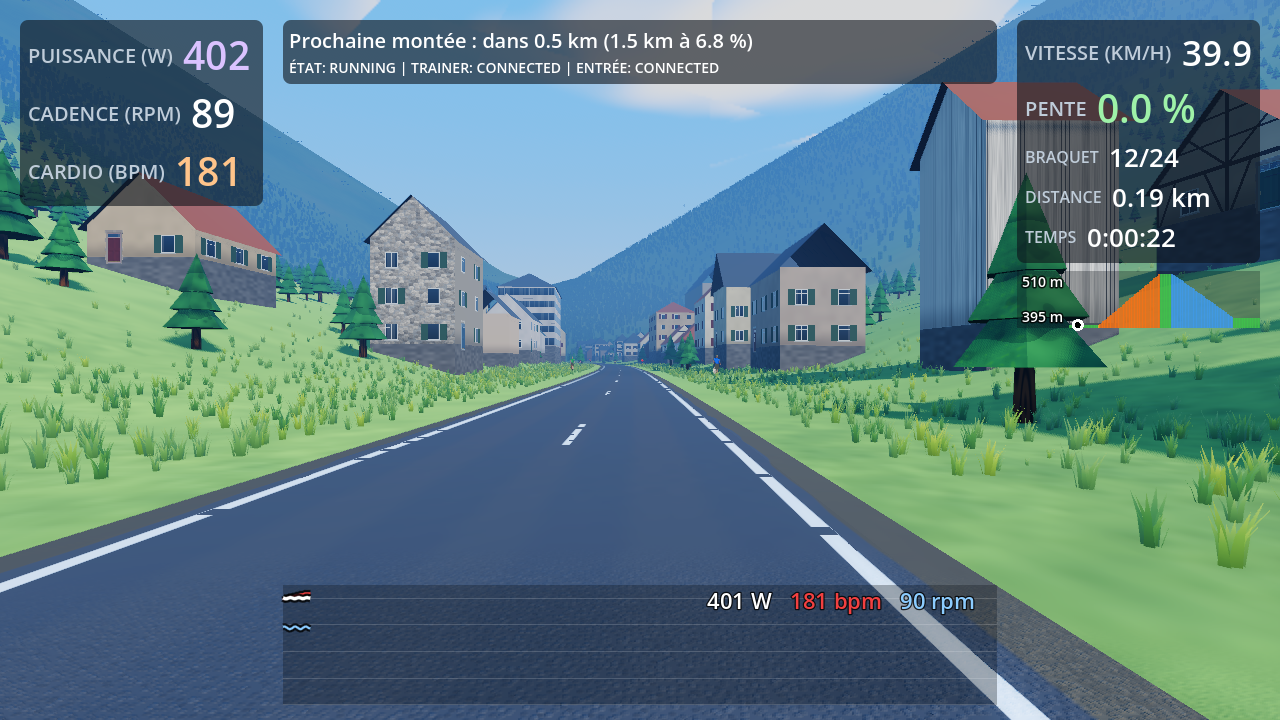 PUISSANCE (W) 402
CADENCE (RPM) 89
CARDIO (BPM) 181
Prochaine montée : dans 0.5 km (1.5 km à 6.8 %)
ÉTAT: RUNNING | TRAINER: CONNECTED | ENTRÉE: CONNECTED
VITESSE (KM/H) 39.9
PENTE 0.0 %
BRAQUET 12/24
DISTANCE 0.19 km
TEMPS 0:00:22
510 m
395 m
401 W 181 bpm 90 rpm